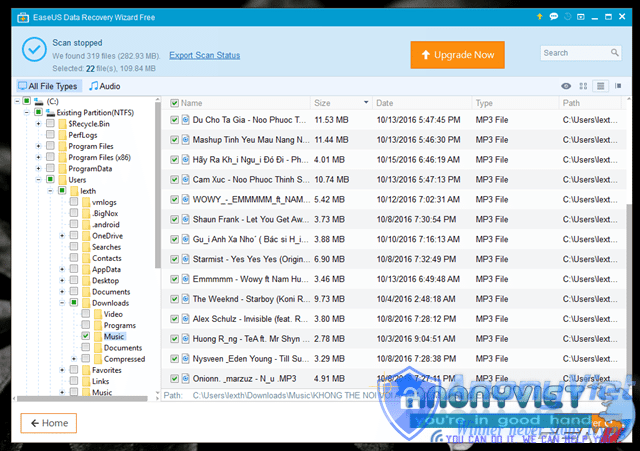 EaseUS Data Recovery Wizard Free
Scan stopped
We found 319 files (282.93 MB).
Export Scan Status
Selected: 22 file(s), 109.84 MB
Upgrade Now
Search
All File Types
Audio
(C:)
Existing Partition(NTFS)
$Recycle.Bin
PerfLogs
Program Files
Program Files (x86)
ProgramData
Users
lexth
vmlogs
.BigNox
.android
OneDrive
Searches
Contacts
AppData
Desktop
Documents
Downloads
Video
Programs
Music
Documents
Compressed
Favorites
Links
Music
Name Size Date Type Path
Du Cho Ta Gia - Noo Phuoc T... 11.53 MB 10/13/2016 5:47:45 PM MP3 File C:\Users\lext...
Mashup Tinh Yeu Mau Nang N... 11.44 MB 10/13/2016 5:46:30 PM MP3 File C:\Users\lext...
Hãy Ra Kh_i Ngu_i Đó Đi - Ph... 4.01 MB 10/15/2016 6:46:19 AM MP3 File C:\Users\lext...
Cam Xuc - Noo Phuoc Thinh S... 10.74 MB 10/13/2016 5:47:13 PM MP3 File C:\Users\lext...
WOWY_-_EMMMMM_ft_NAM... 5.42 MB 10/12/2016 7:02:31 AM MP3 File C:\Users\lext...
Shaun Frank - Let You Get Aw... 3.73 MB 10/8/2016 7:30:54 PM MP3 File C:\Users\lext...
Gu_i Anh Xa Nho´ ( Bác si H_i... 3.88 MB 10/10/2016 7:16:13 AM MP3 File C:\Users\lext...
Starmist - Yes Yes Yes (Origin... 6.90 MB 10/8/2016 7:32:49 PM MP3 File C:\Users\lext...
Emmmmm - Wowy ft Nam Hu... 3.46 MB 10/13/2016 6:49:48 AM MP3 File C:\Users\lext...
The Weeknd - Starboy (Koni R... 9.73 MB 10/4/2016 2:48:18 AM MP3 File C:\Users\lext...
Alex Schulz - Invisible (feat. R... 3.80 MB 10/8/2016 7:12:12 PM MP3 File C:\Users\lext...
Huong R_ng - TeA ft. Mr Shyn ... 2.78 MB 10/3/2016 9:04:51 AM MP3 File C:\Users\lext...
Nysveen _Eden Young - Till Su... 3.29 MB 10/8/2016 7:28:38 PM MP3 File C:\Users\lext...
Onionn. _marzuz - N_u .MP3 4.91 MB 10/8/2016 7:27:11 PM MP3 File C:\Users\lext...
Path: C:\Users\lexth\Downloads\Music\KHONG THE NOI
ANONYVIET
you're in good hand
YOU CAN DO IT, WE CAN HELP YOU
Home